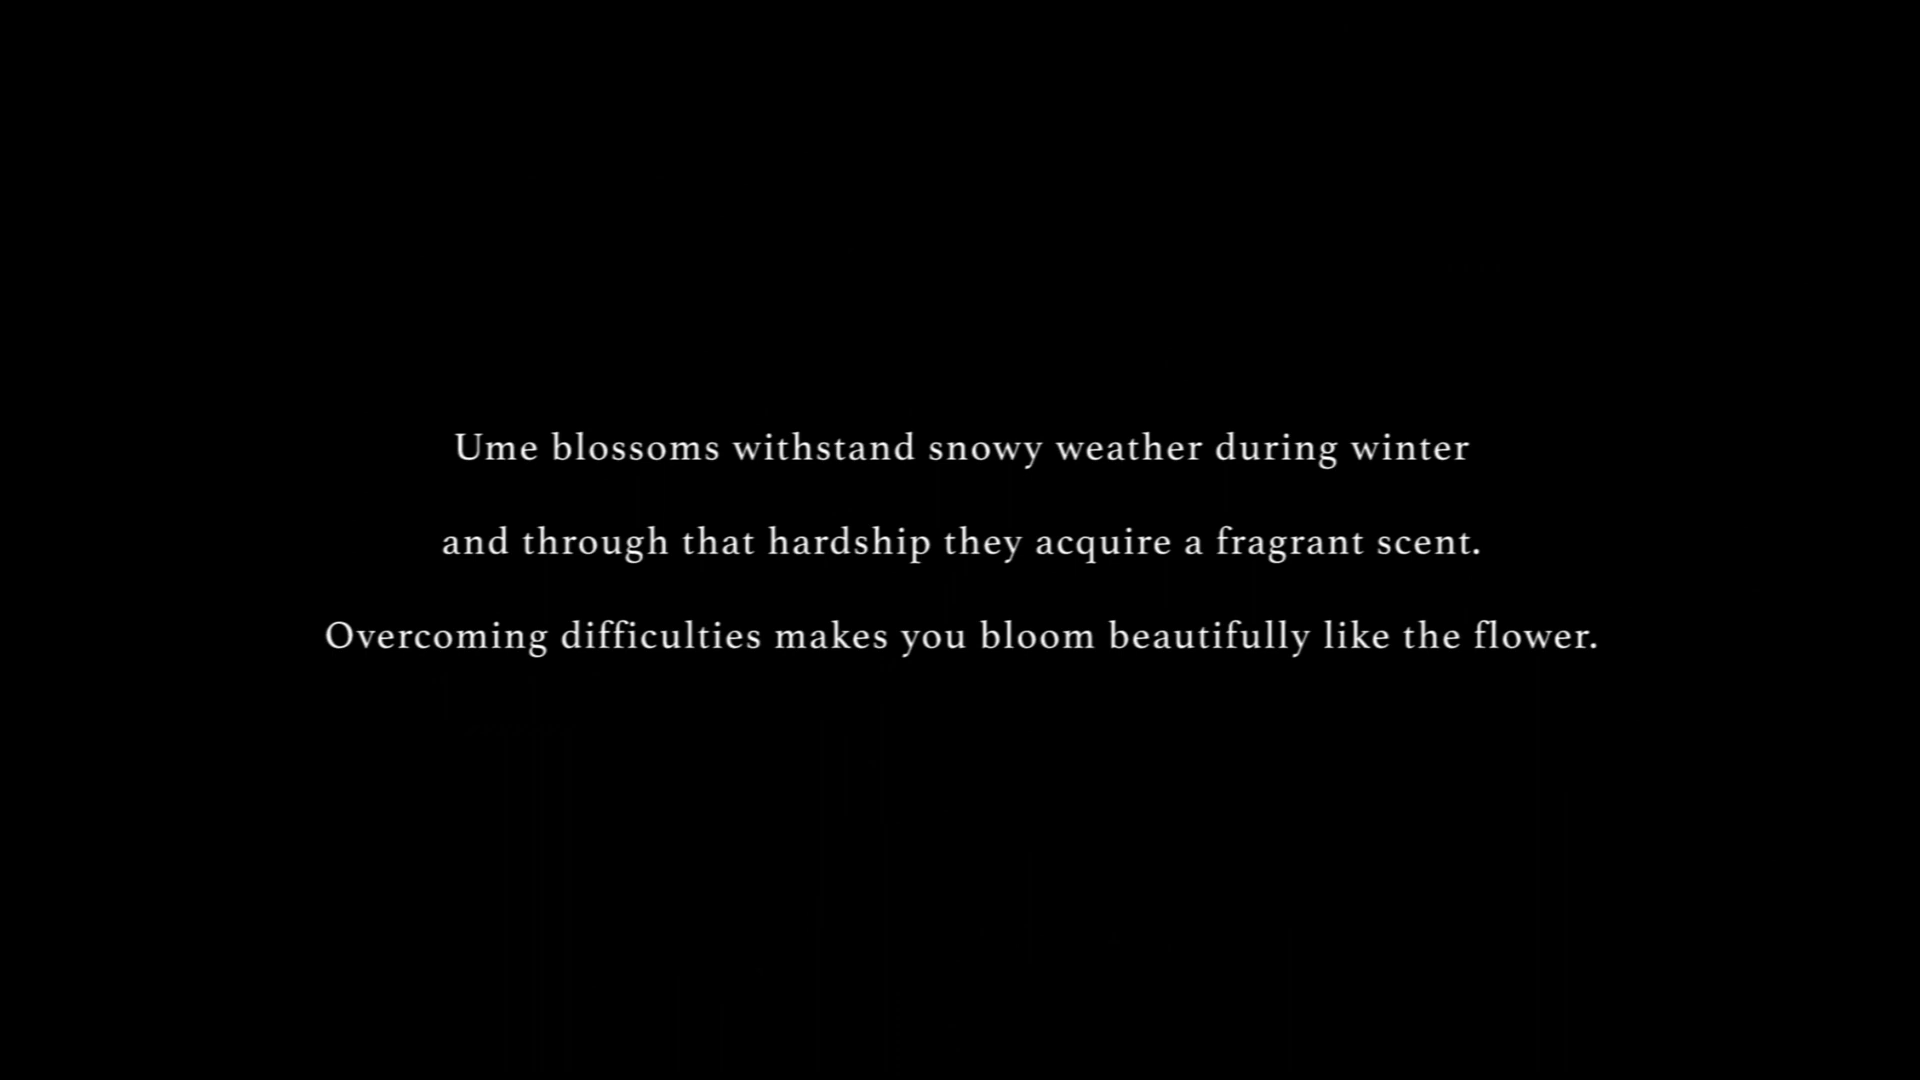 Ume blossoms withstand snowy weather during winter
and through that hardship they acquire a fragrant scent.
Overcoming difficulties makes you bloom beautifully like the flower.